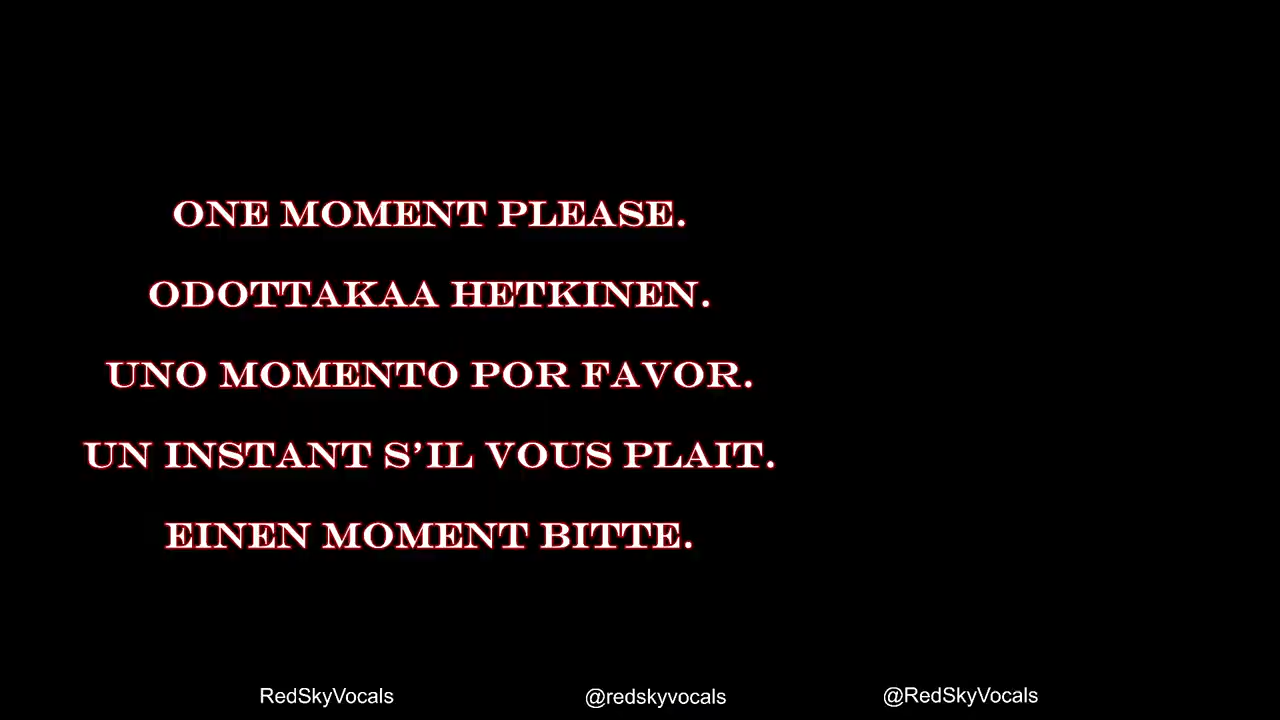 ONE MOMENT PLEASE.
ODOTTAKAA HETKINEN.
UNO MOMENTO POR FAVOR.
UN INSTANT S'IL VOUS PLAIT.
EINEN MOMENT BITTE.
RedSkyVocals @redskyvocals @RedSkyVocals